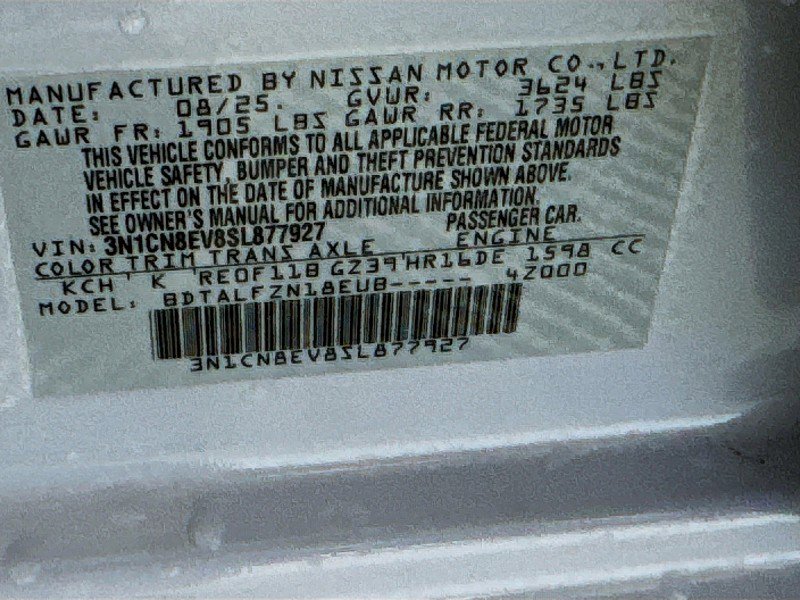 MANUFACTURED BY NISSAN MOTOR CO., LTD.
DATE: 08/25. GVWR: 3624 LBS
GAWR FR: 1905 LBS GAWR RR: 1735 LBS
THIS VEHICLE CONFORMS TO ALL APPLICABLE FEDERAL MOTOR
VEHICLE SAFETY, BUMPER AND THEFT PREVENTION STANDARDS
IN EFFECT ON THE DATE OF MANUFACTURE SHOWN ABOVE.
SEE OWNER'S MANUAL FOR ADDITIONAL INFORMATION.
VIN: 3N1CN8EV8SL877927 PASSENGER CAR.
COLOR TRIM TRANS AXLE ENGINE
KCH K RE0F11B GZ39 HR16DE 1598 CC
MODEL: BDTALFZN18EUB----- 4Z000
3N1CN8EV8SL877927